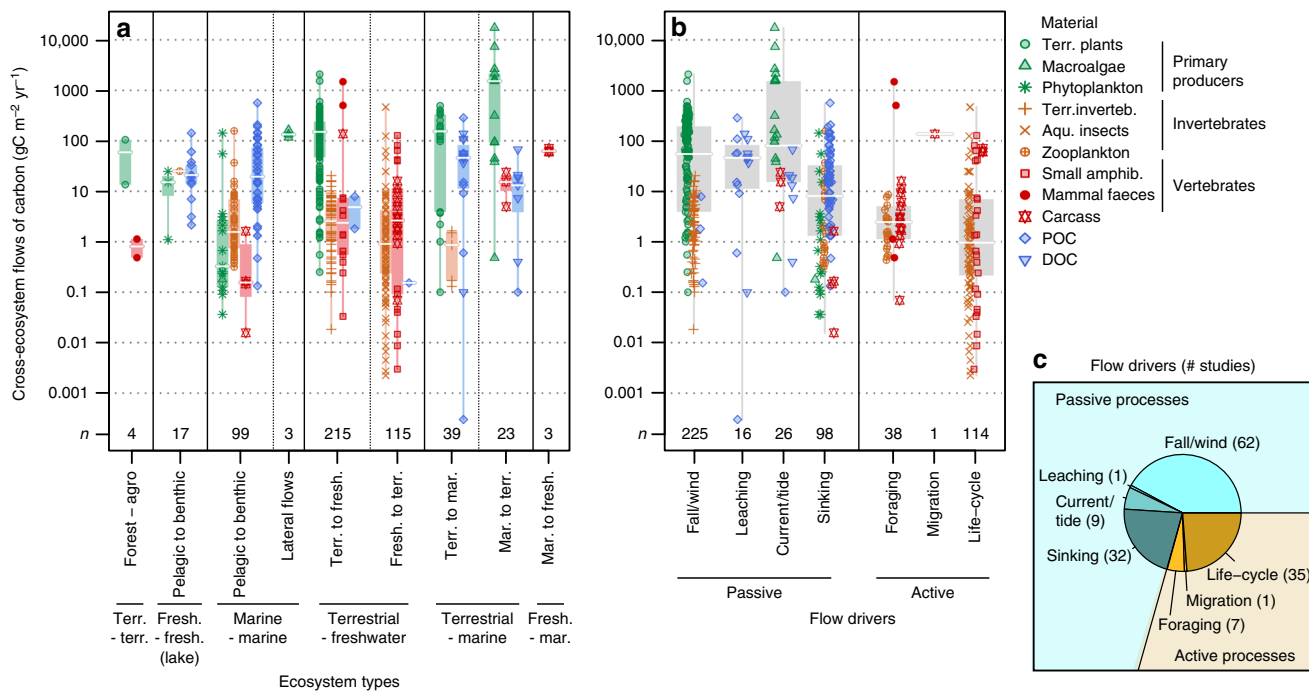 a
Cross-ecosystem flows of carbon (gC m⁻² yr⁻¹)
10,000
1000
100
10
1
0.1
0.01
0.001
n
4
17
99
3
215
115
39
23
3
Forest – agro
Pelagic to benthic
Pelagic to benthic
Lateral flows
Terr. to fresh.
Fresh. to terr.
Terr. to mar.
Mar. to terr.
Mar. to fresh.
Terr.
- terr.
Fresh.
- fresh.
(lake)
Marine
- marine
Terrestrial
- freshwater
Terrestrial
- marine
Fresh.
- mar.
Ecosystem types
b
10,000
1000
100
10
1
0.1
0.01
0.001
n
225
16
26
98
38
1
114
Fall/wind
Leaching
Current/tide
Sinking
Foraging
Migration
Life–cycle
Passive
Active
Flow drivers
Material
Terr. plants
Macroalgae
Phytoplankton
Terr.inverteb.
Aqu. insects
Zooplankton
Small amphib.
Mammal faeces
Carcass
POC
DOC
Primary
producers
Invertebrates
Vertebrates
c
Flow drivers (# studies)
Passive processes
Fall/wind (62)
Leaching (1)
Current/
tide (9)
Sinking (32)
Life–cycle (35)
Migration (1)
Foraging (7)
Active processes